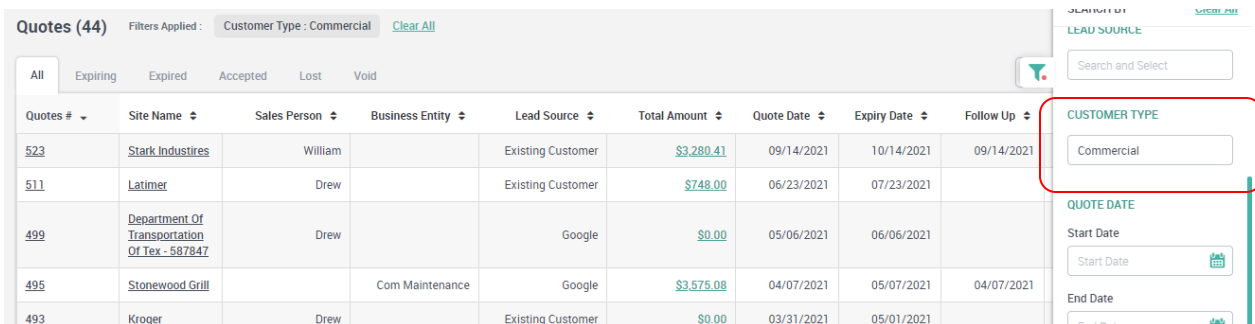 Quotes (44) Filters Applied : Customer Type : Commercial Clear All
All Expiring Expired Accepted Lost Void
Quotes # Site Name Sales Person Business Entity Lead Source Total Amount Quote Date Expiry Date Follow Up
523 Stark Industires William Existing Customer $3,280.41 09/14/2021 10/14/2021 09/14/2021
511 Latimer Drew Existing Customer $748.00 06/23/2021 07/23/2021
Department Of
499 Transportation Drew Google $0.00 05/06/2021 06/06/2021
Of Tex - 587847
495 Stonewood Grill Com Maintenance Google $3,575.08 04/07/2021 05/07/2021 04/07/2021
493 Kroger Drew Existing Customer $0.00 03/31/2021 05/01/2021
SEARCH BY Clear All
LEAD SOURCE
Search and Select
CUSTOMER TYPE
Commercial
QUOTE DATE
Start Date
Start Date
End Date
End Date